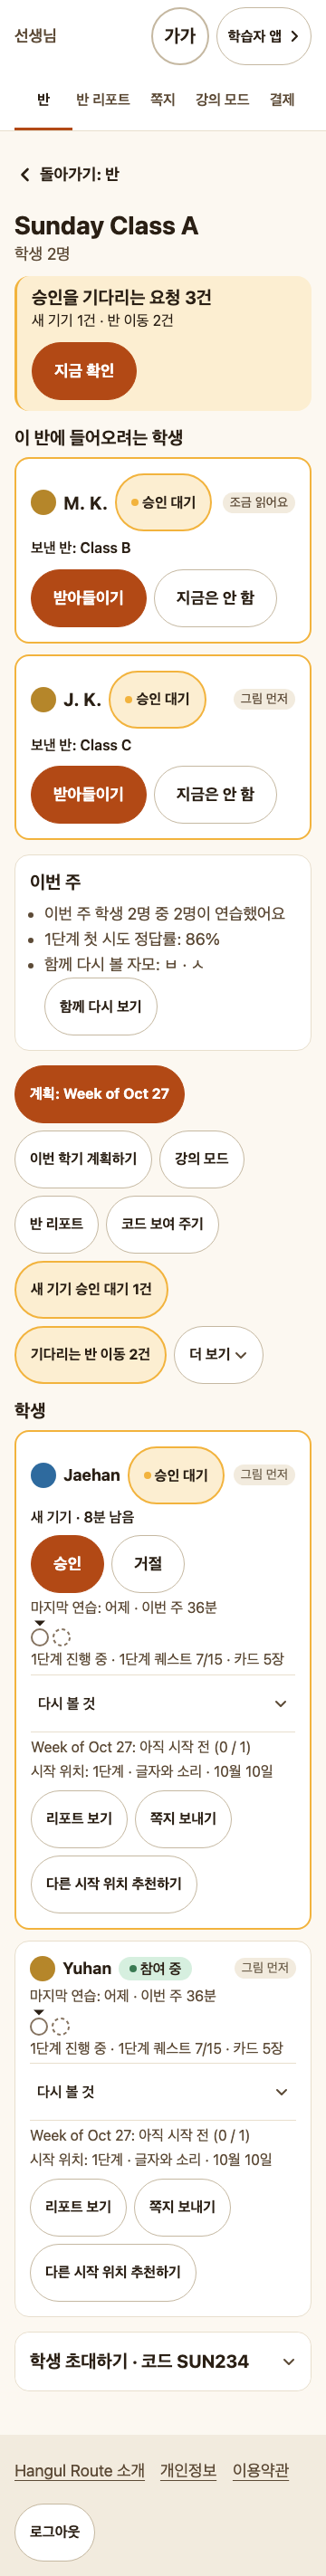 선생님
가가
학습자 앱
반
반 리포트
쪽지
강의 모드
결제
돌아가기: 반
Sunday Class A
학생 2명
승인을 기다리는 요청 3건
새 기기 1건 · 반 이동 2건
지금 확인
이 반에 들어오려는 학생
M. K.
승인 대기
조금 읽어요
보낸 반: Class B
받아들이기
지금은 안 함
J. K.
승인 대기
그림 먼저
보낸 반: Class C
받아들이기
지금은 안 함
이번 주
이번 주 학생 2명 중 2명이 연습했어요
1단계 첫 시도 정답률: 86%
함께 다시 볼 자모: ㅂ · ㅅ
함께 다시 보기
계획: Week of Oct 27
이번 학기 계획하기
강의 모드
반 리포트
코드 보여 주기
새 기기 승인 대기 1건
기다리는 반 이동 2건
더 보기
학생
Jaehan
승인 대기
그림 먼저
새 기기 · 8분 남음
승인
거절
마지막 연습: 어제 · 이번 주 36분
1단계 진행 중 · 1단계 퀘스트 7/15 · 카드 5장
다시 볼 것
Week of Oct 27: 아직 시작 전 (0 / 1)
시작 위치: 1단계 · 글자와 소리 · 10월 10일
리포트 보기
쪽지 보내기
다른 시작 위치 추천하기
Yuhan
참여 중
그림 먼저
마지막 연습: 어제 · 이번 주 36분
1단계 진행 중 · 1단계 퀘스트 7/15 · 카드 5장
다시 볼 것
Week of Oct 27: 아직 시작 전 (0 / 1)
시작 위치: 1단계 · 글자와 소리 · 10월 10일
리포트 보기
쪽지 보내기
다른 시작 위치 추천하기
학생 초대하기 · 코드 SUN234
Hangul Route 소개
개인정보
이용약관
로그아웃